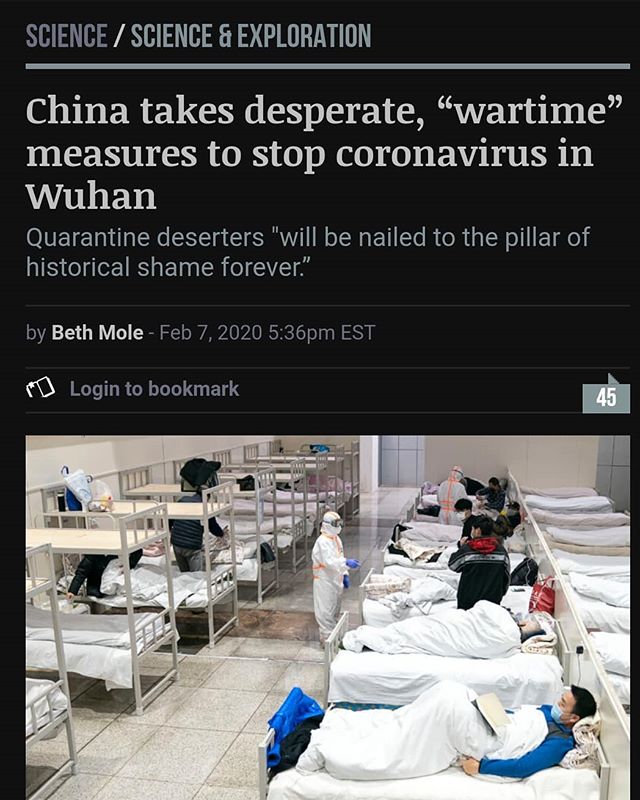 SCIENCE / SCIENCE & EXPLORATION
China takes desperate, “wartime”
measures to stop coronavirus in
Wuhan
Quarantine deserters "will be nailed to the pillar of
historical shame forever.”
by Beth Mole - Feb 7, 2020 5:36pm EST
Login to bookmark
45